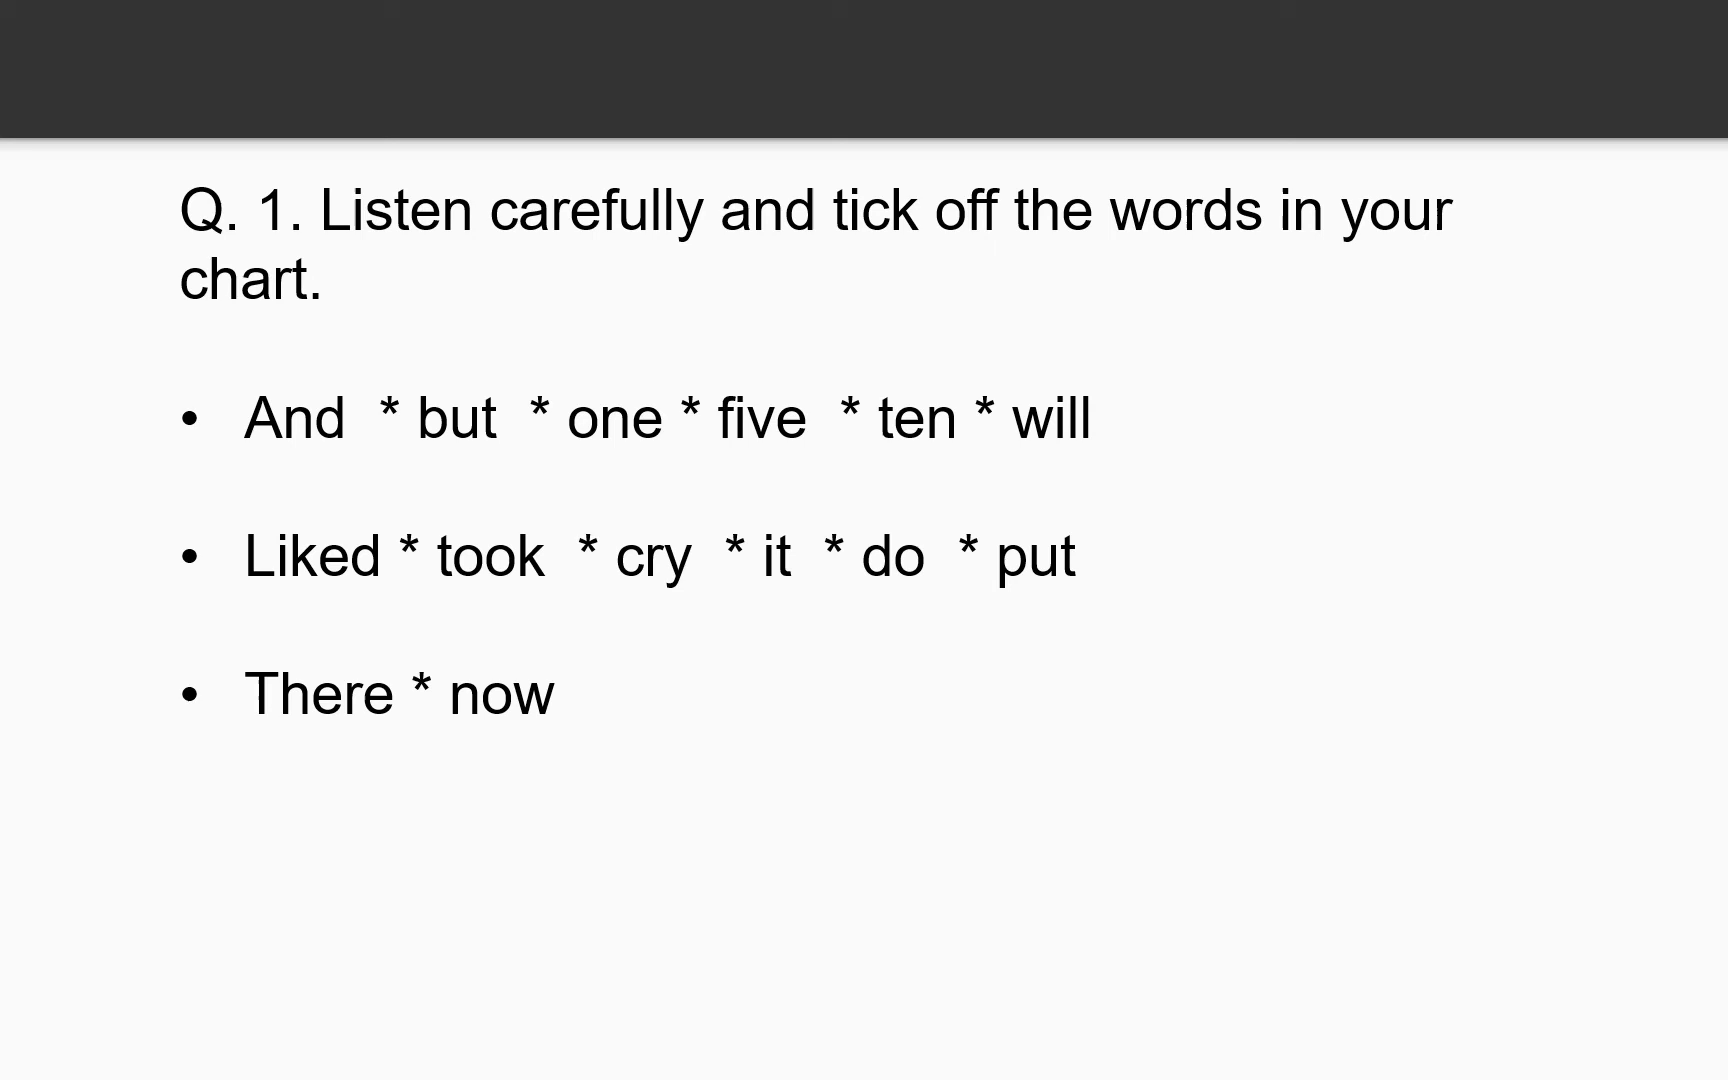 Q. 1. Listen carefully and tick off the words in your
chart.
• And * but * one * five * ten * will
• Liked * took * cry * it * do * put
• There * now